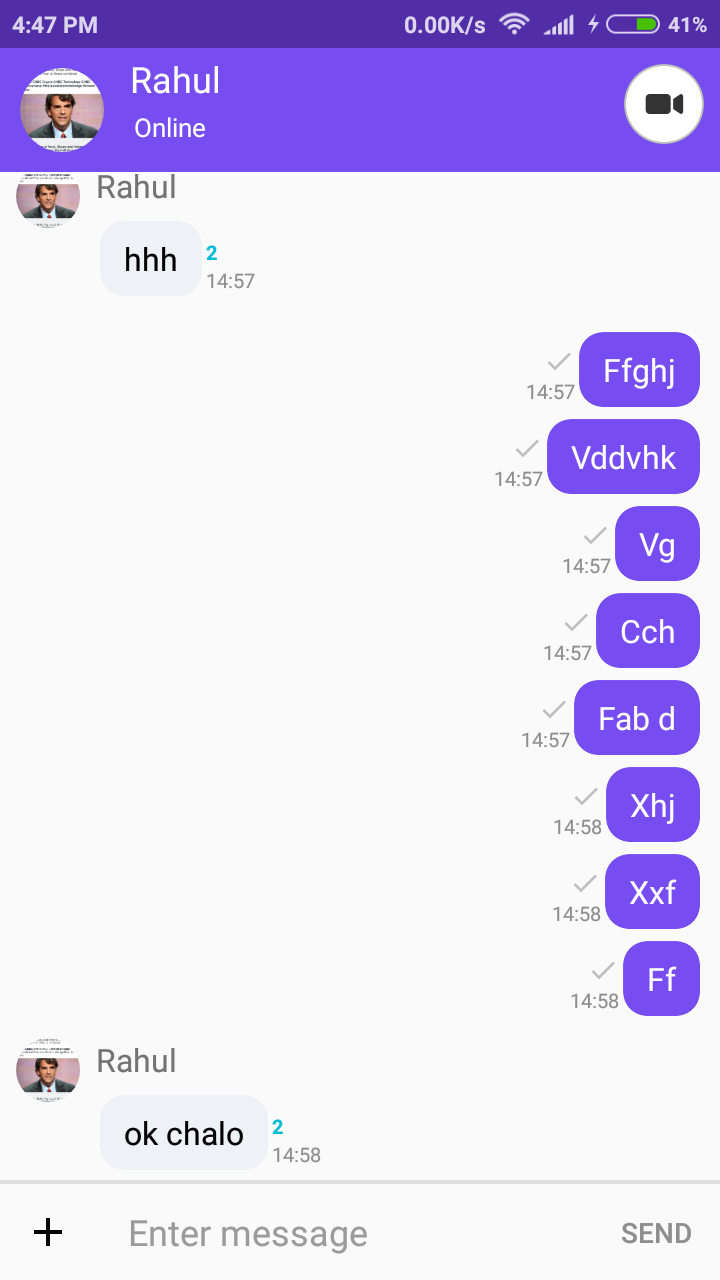 4:47 PM 0.00K/s 41%
Rahul
Online
Rahul
hhh 2
14:57
Ffghj
14:57
Vddvhk
14:57
Vg
14:57
Cch
14:57
Fab d
14:57
Xhj
14:58
Xxf
14:58
Ff
14:58
Rahul
ok chalo 2
14:58
Enter message SEND